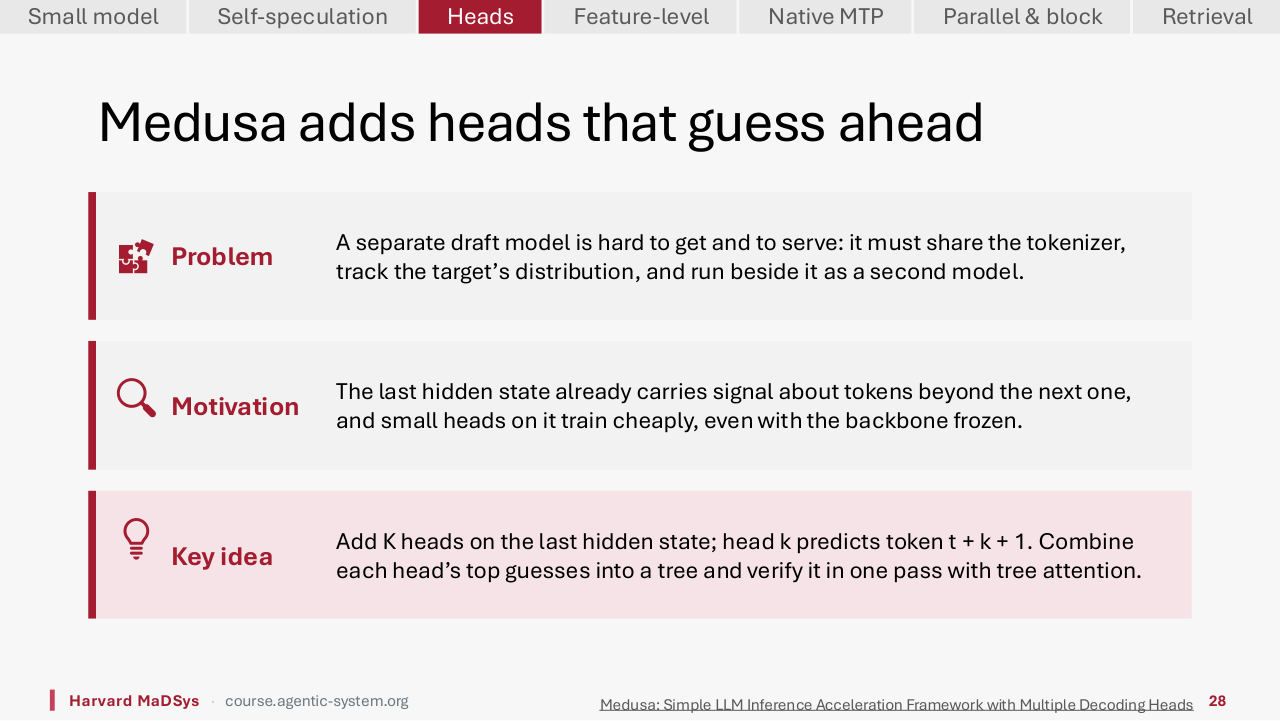 Small model
Self-speculation
Heads
Feature-level
Native MTP
Parallel & block
Retrieval
Medusa adds heads that guess ahead
Problem
A separate draft model is hard to get and to serve: it must share the tokenizer,
track the target’s distribution, and run beside it as a second model.
Motivation
The last hidden state already carries signal about tokens beyond the next one,
and small heads on it train cheaply, even with the backbone frozen.
Key idea
Add K heads on the last hidden state; head k predicts token t + k + 1. Combine
each head’s top guesses into a tree and verify it in one pass with tree attention.
Harvard MaDSys · course.agentic-system.org
Medusa: Simple LLM Inference Acceleration Framework with Multiple Decoding Heads
28